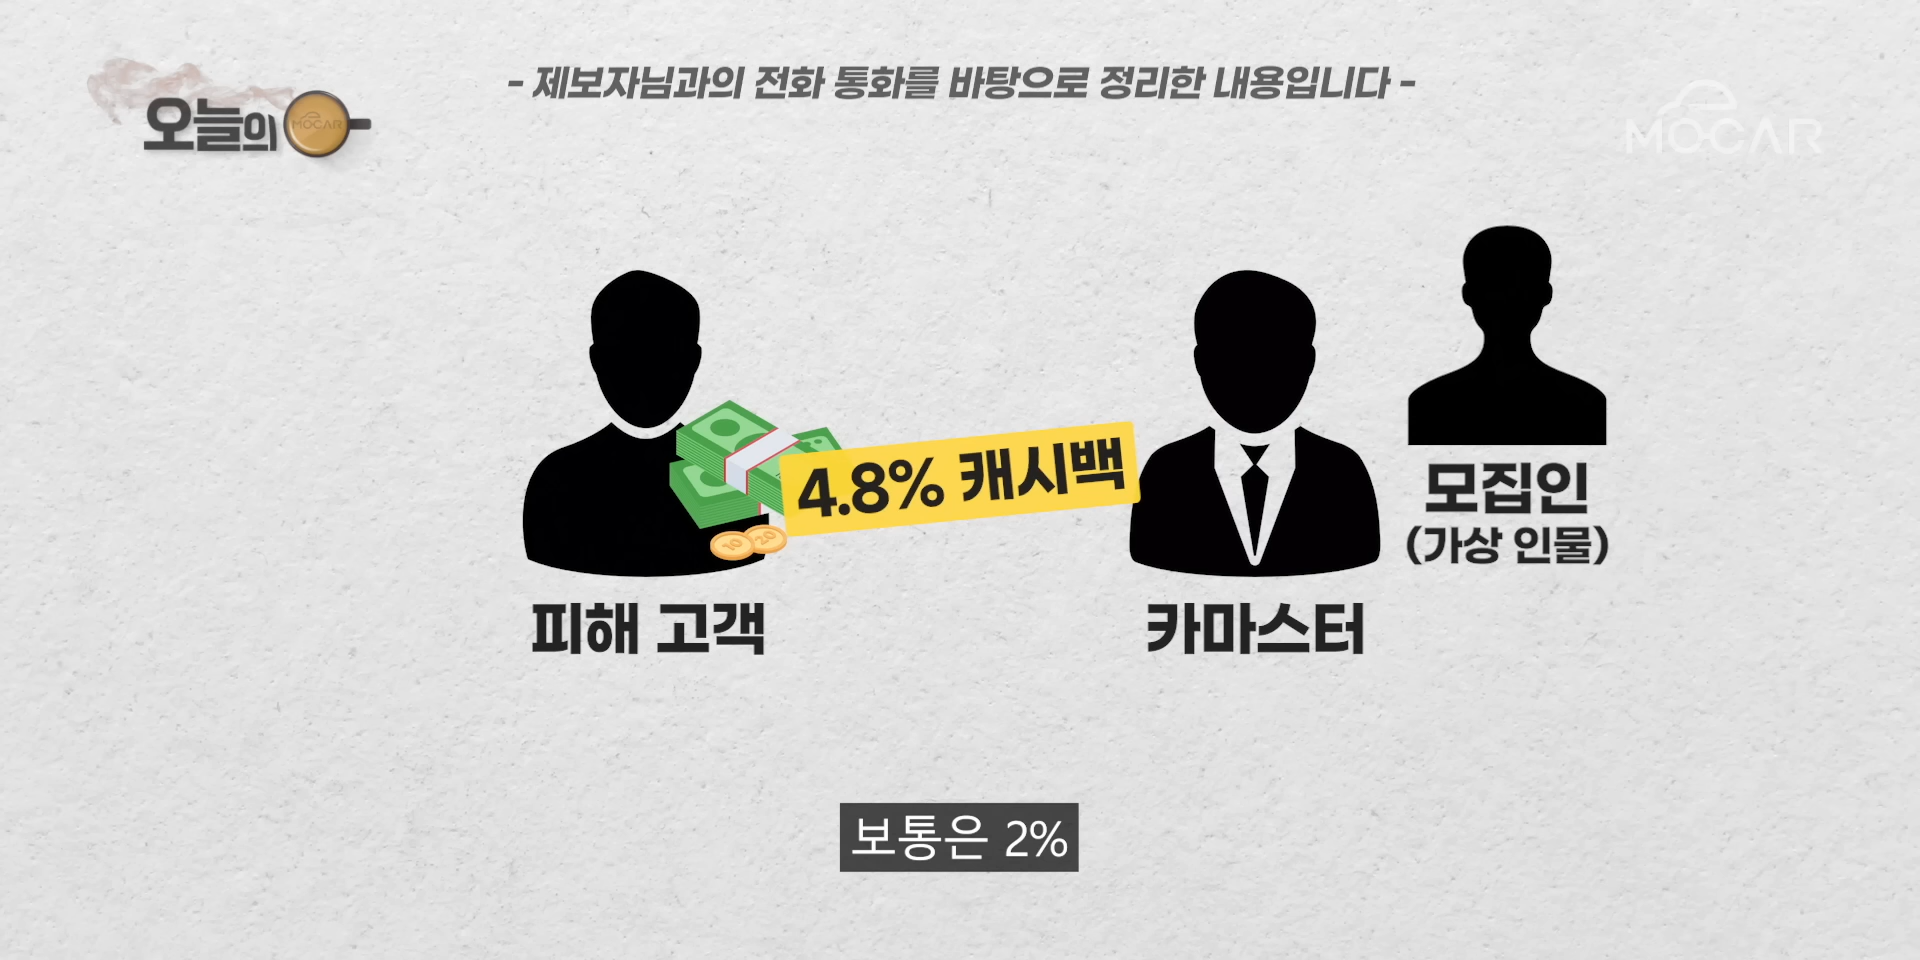 - 제보자님과의 전화 통화를 바탕으로 정리한 내용입니다 -
오늘의
MOCAR
MOCAR
4.8% 캐시백
10
20
모집인
(가상 인물)
피해 고객
카마스터
보통은 2%